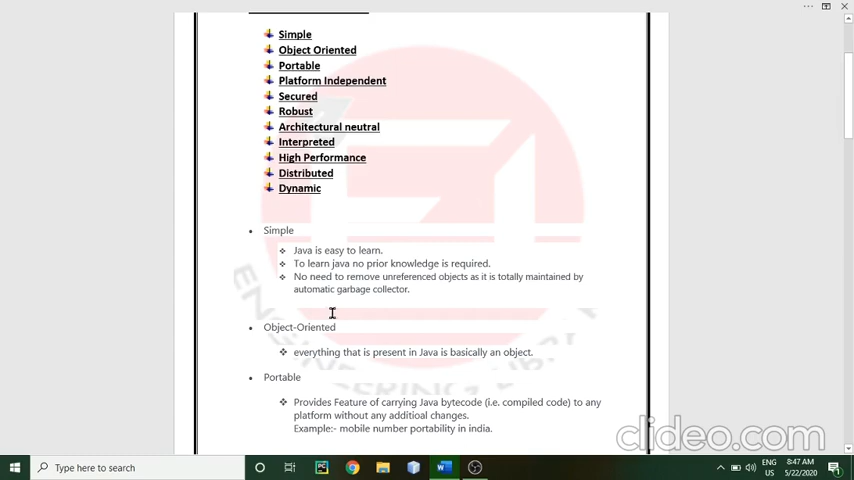 Simple
Object Oriented
Portable
Platform Independent
Secured
Robust
Architectural neutral
Interpreted
High Performance
Distributed
Dynamic
Simple
Java is easy to learn.
To learn java no prior knowledge is required.
No need to remove unreferenced objects as it is totally maintained by
automatic garbage collector.
Object-Oriented
everything that is present in Java is basically an object.
Portable
Provides Feature of carrying Java bytecode (i.e. compiled code) to any
platform without any additioal changes.
Example:- mobile number portability in india.
clideo.com
Type here to search
ENG
US
8:47 AM
5/22/2020